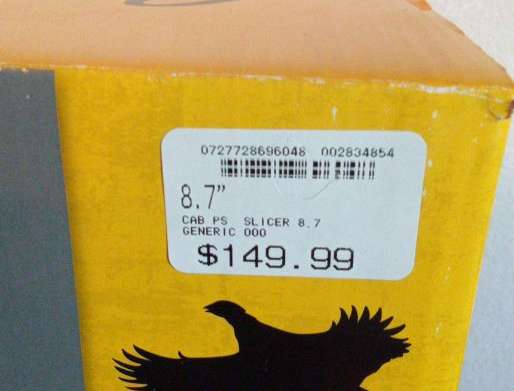 0727728696048 002834854
8.7"
CAB PS SLICER 8.7
GENERIC 000
$149.99